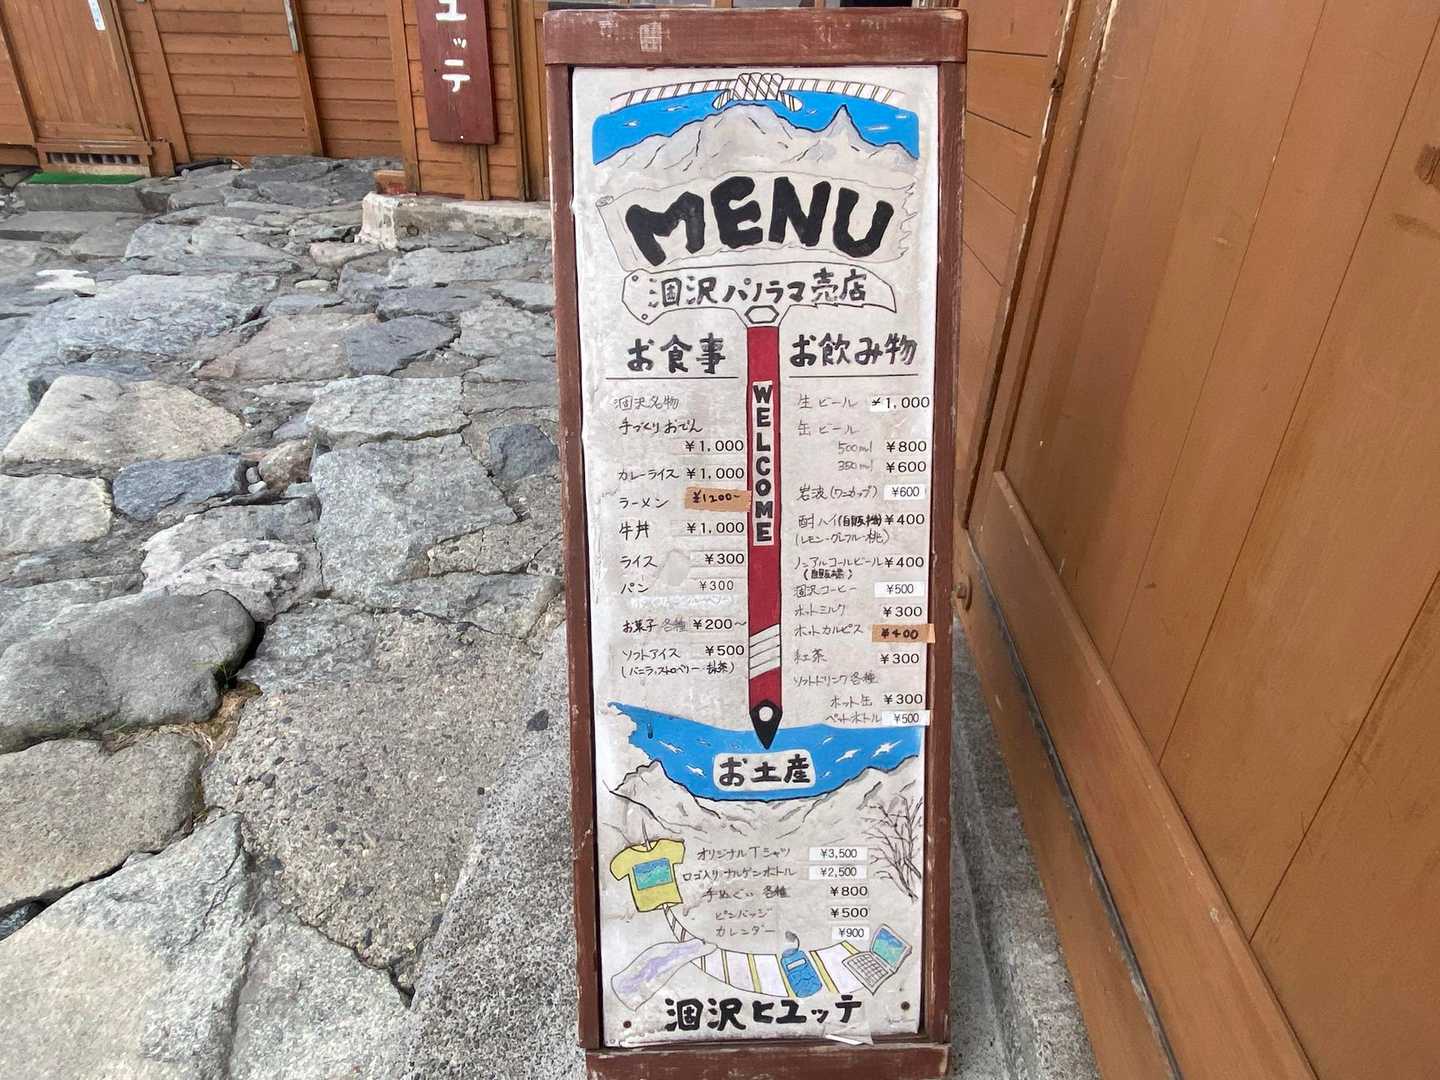 ユッテ
MENU
涸沢パノラマ売店
WELCOME
お食事
涸沢名物
手づくりおでん
¥1,000
カレーライス ¥1,000
ラーメン ¥1200~
牛丼 ¥1,000
ライス ¥300
パン ¥300
お菓子 各種 ¥200~
ソフトアイス ¥500
(バニラ,ストロベリー・抹茶)
お飲み物
生ビール ¥1,000
缶ビール
500ml ¥800
350ml ¥600
岩波(ワンカップ) ¥600
酎ハイ(自販機) ¥400
(レモン・グレフル・桃)
ノンアルコールビール ¥400
(自販機)
涸沢コーヒー ¥500
ホットミルク ¥300
ホットカルピス ¥400
紅茶 ¥300
ソフトドリンク各種
ホット缶 ¥300
ペットボトル ¥500
お土産
オリジナルTシャツ ¥3,500
ロゴ入りナルゲンボトル ¥2,500
手ぬぐい 各種 ¥800
ピンバッジ ¥500
カレンダー ¥900
涸沢ヒュッテ